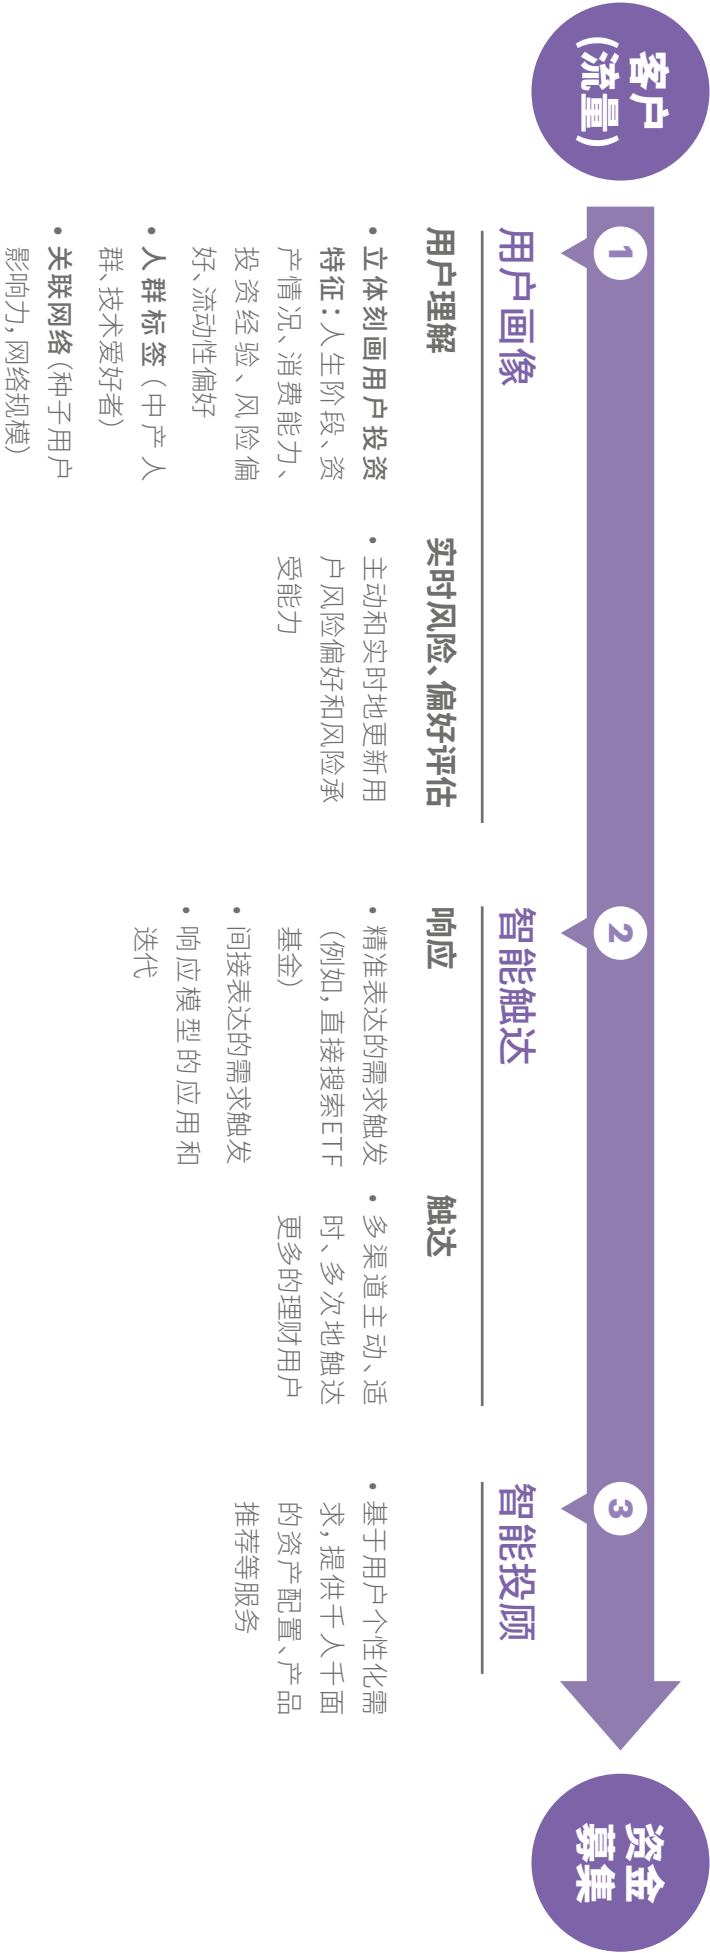 客户
(流量)
1
用户画像
用户理解
• 立体刻画用户投资
特征:人生阶段、资
产情况、消费能力、
投资经验、风险偏
好、流动性偏好
• 人群标签(中产人
群、技术爱好者)
• 关联网络(种子用户
影响力,网络规模)
实时风险、偏好评估
• 主动和实时地更新用
户风险偏好和风险承
受能力
2
智能触达
响应
• 精准表达的需求触发
(例如,直接搜索ETF
基金)
• 间接表达的需求触发
• 响应模型的应用和
迭代
触达
• 多渠道主动、适
时、多次地触达
更多的理财用户
3
智能投顾
• 基于用户个性化需
求,提供千人千面
的资产配置、产品
推荐等服务
资金
募集